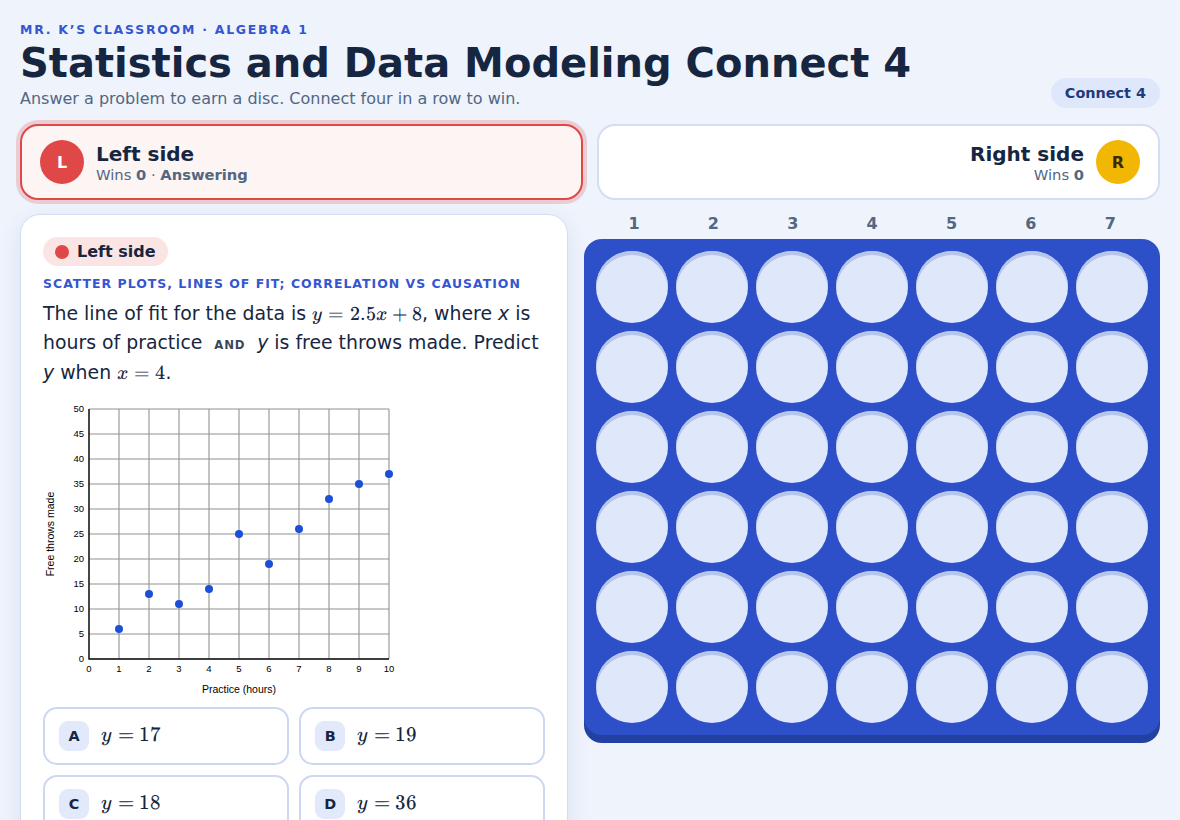 MR. K’S CLASSROOM · ALGEBRA 1
Statistics and Data Modeling Connect 4
Answer a problem to earn a disc. Connect four in a row to win.
Connect 4
L
Left side
Wins 0 · Answering
Right side
Wins 0
R
Left side
SCATTER PLOTS, LINES OF FIT; CORRELATION VS CAUSATION
The line of fit for the data is y = 2.5x + 8, where x is
hours of practice AND y is free throws made. Predict
y when x = 4.
50
45
40
35
30
25
20
15
10
5
0
Free throws made
0 1 2 3 4 5 6 7 8 9 10
Practice (hours)
A y = 17
B y = 19
C y = 18
D y = 36
1 2 3 4 5 6 7